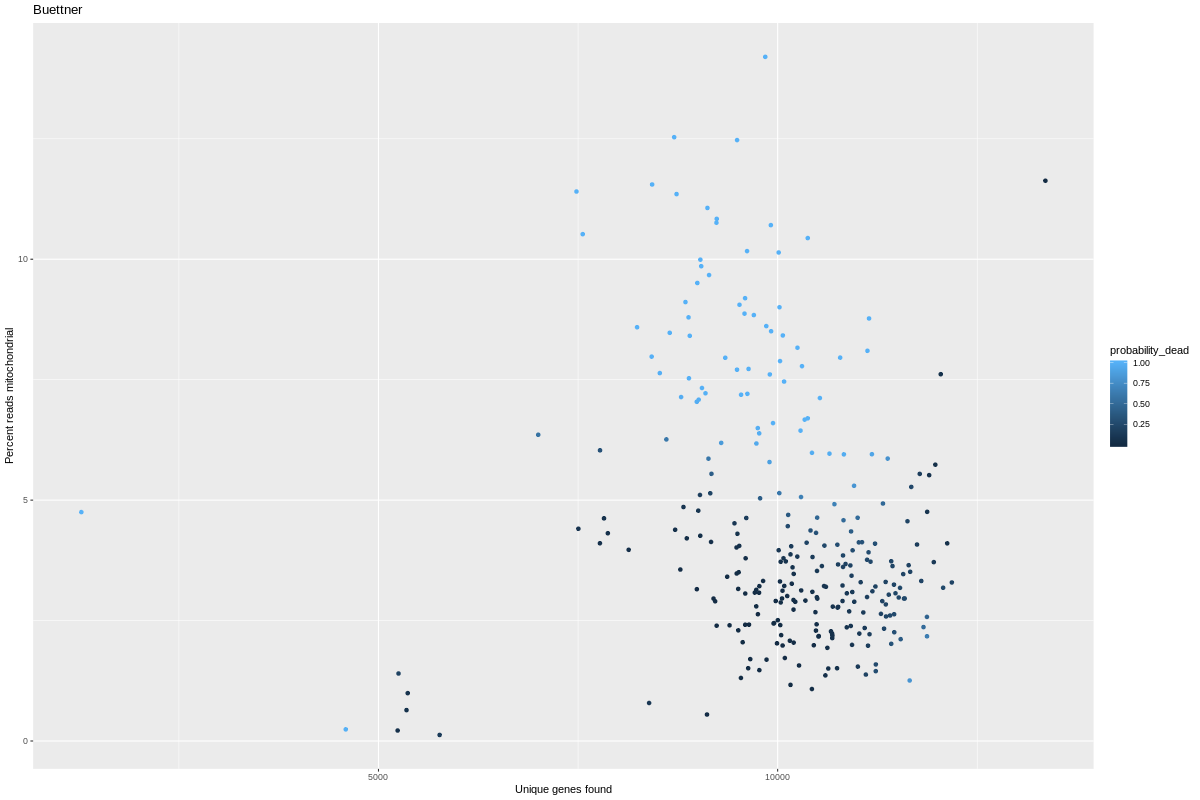 Buettner
Percent reads mitochondrial
10
5
0
5000
10000
Unique genes found
probability_dead
1.00
0.75
0.50
0.25